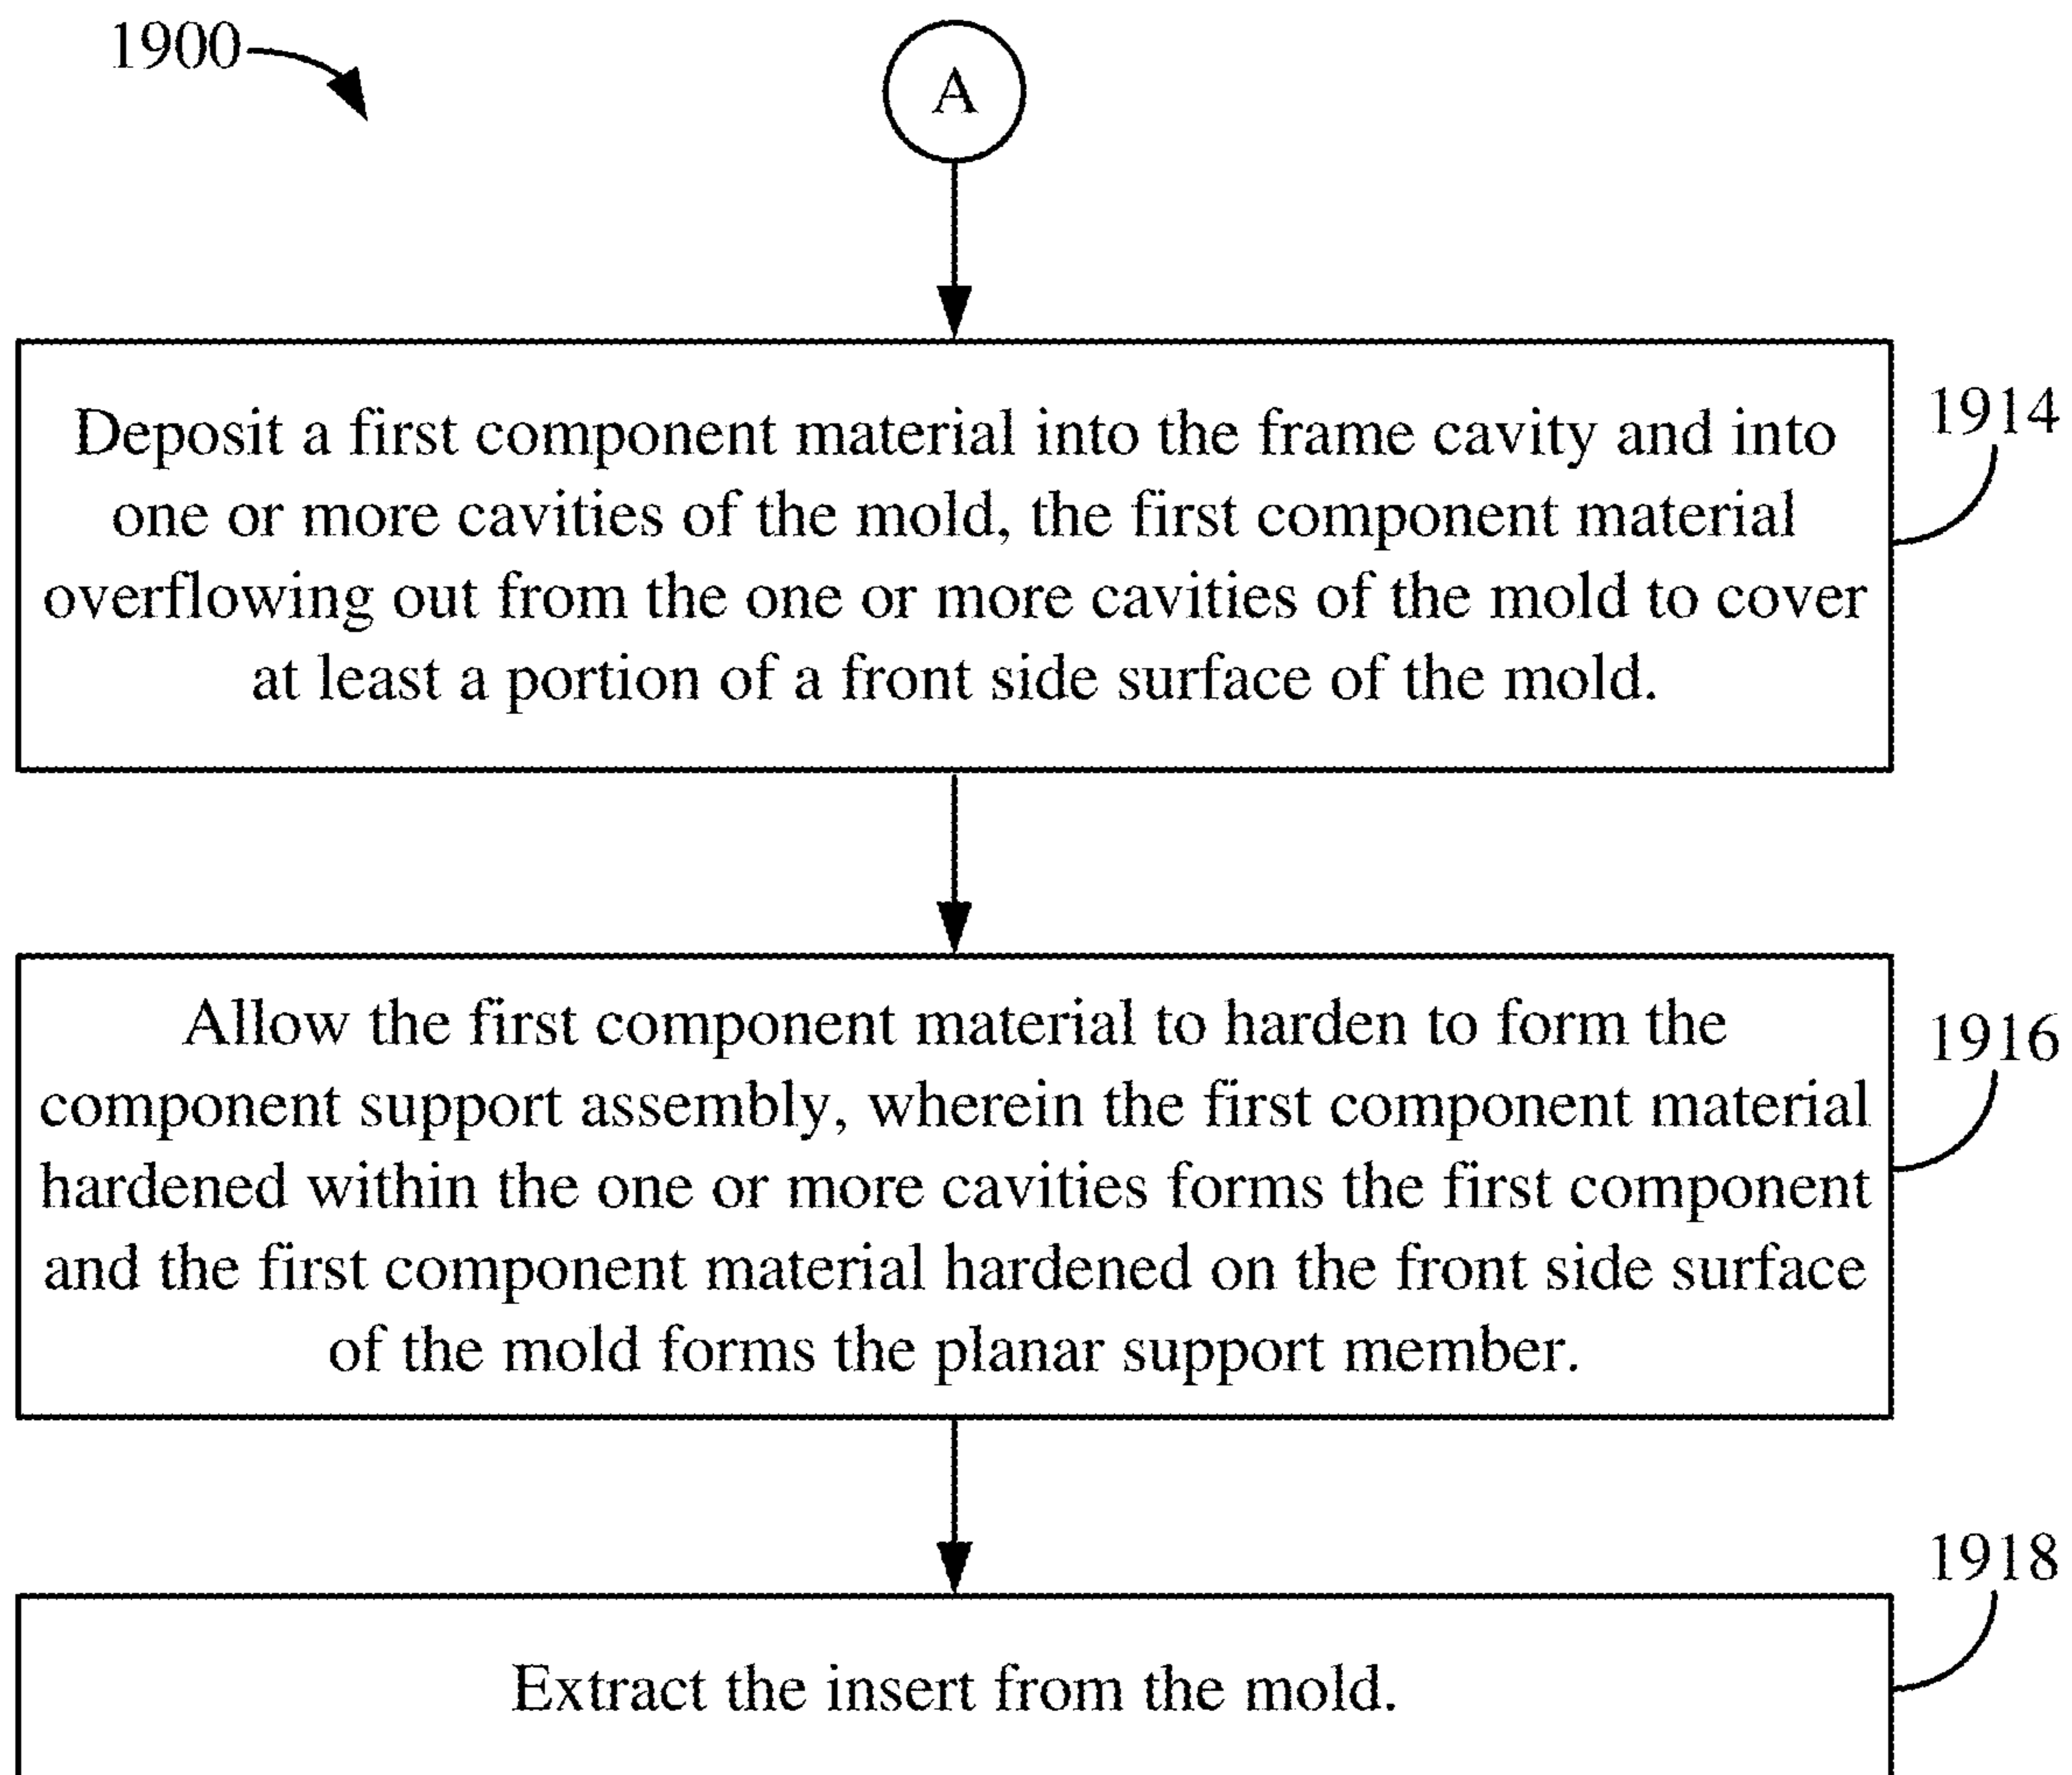 1900
A
Deposit a first component material into the frame cavity and into
one or more cavities of the mold, the first component material
overflowing out from the one or more cavities of the mold to cover
at least a portion of a front side surface of the mold.
1914
Allow the first component material to harden to form the
component support assembly, wherein the first component material
hardened within the one or more cavities forms the first component
and the first component material hardened on the front side surface
of the mold forms the planar support member.
1916
Extract the insert from the mold.
1918